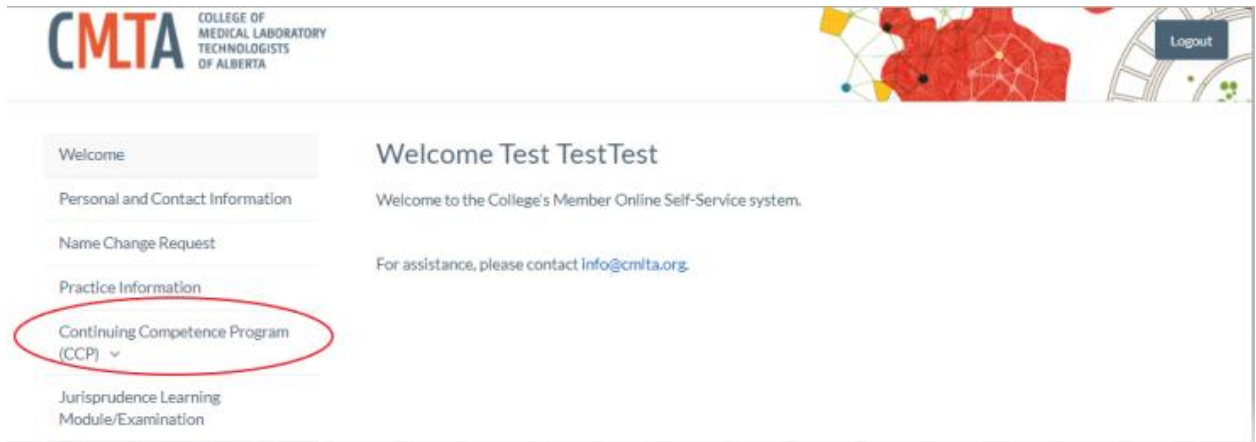 CMLTA
COLLEGE OF
MEDICAL LABORATORY
TECHNOLOGISTS
OF ALBERTA
Logout
Welcome
Personal and Contact Information
Name Change Request
Practice Information
Continuing Competence Program
(CCP)
Jurisprudence Learning
Module/Examination
Welcome Test TestTest
Welcome to the College's Member Online Self-Service system.
For assistance, please contact info@cmlta.org.